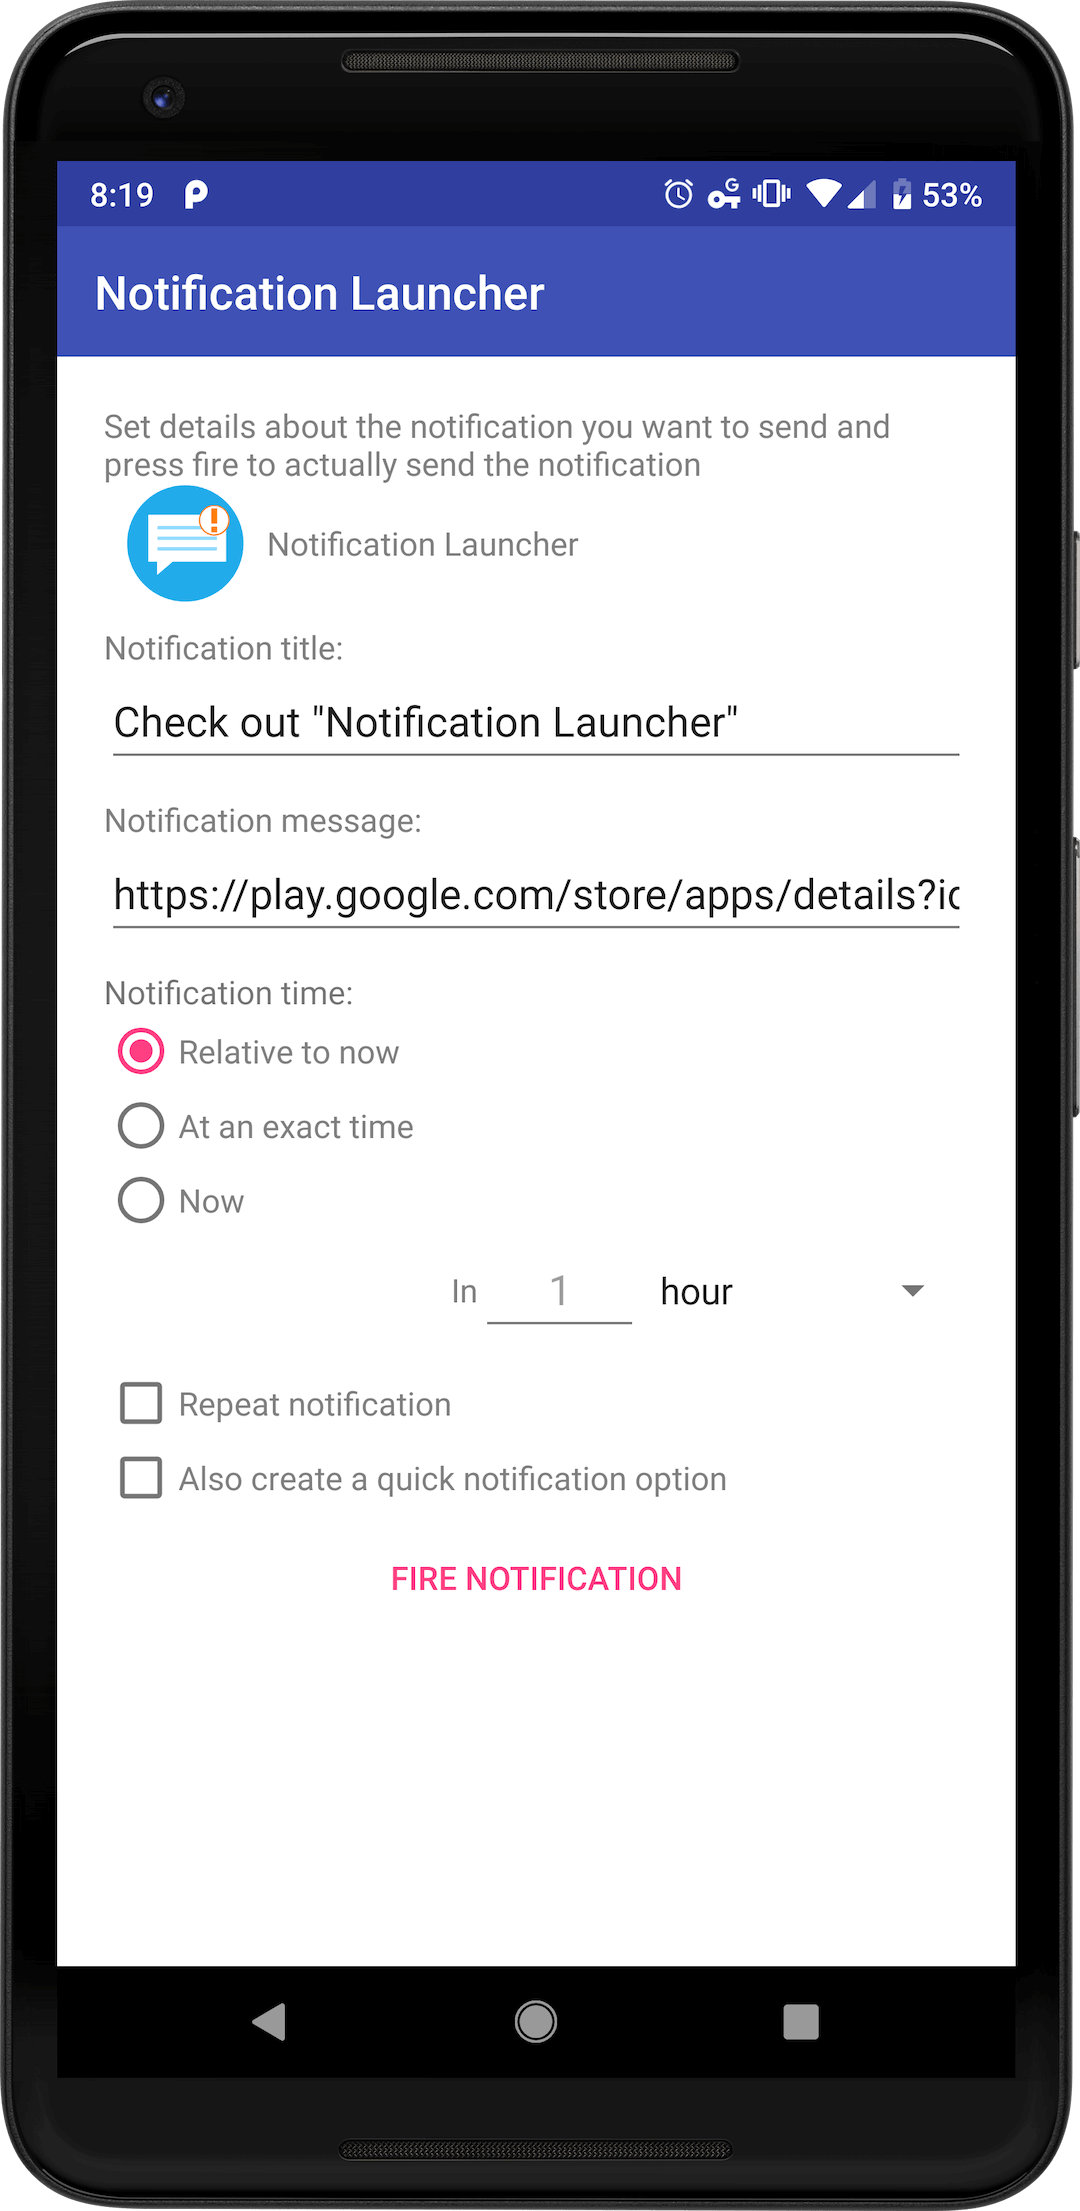 8:19
G
53%
Notification Launcher
Set details about the notification you want to send and
press fire to actually send the notification
Notification Launcher
Notification title:
Check out "Notification Launcher"
Notification message:
https://play.google.com/store/apps/details?ic
Notification time:
Relative to now
At an exact time
Now
In 1 hour
Repeat notification
Also create a quick notification option
FIRE NOTIFICATION